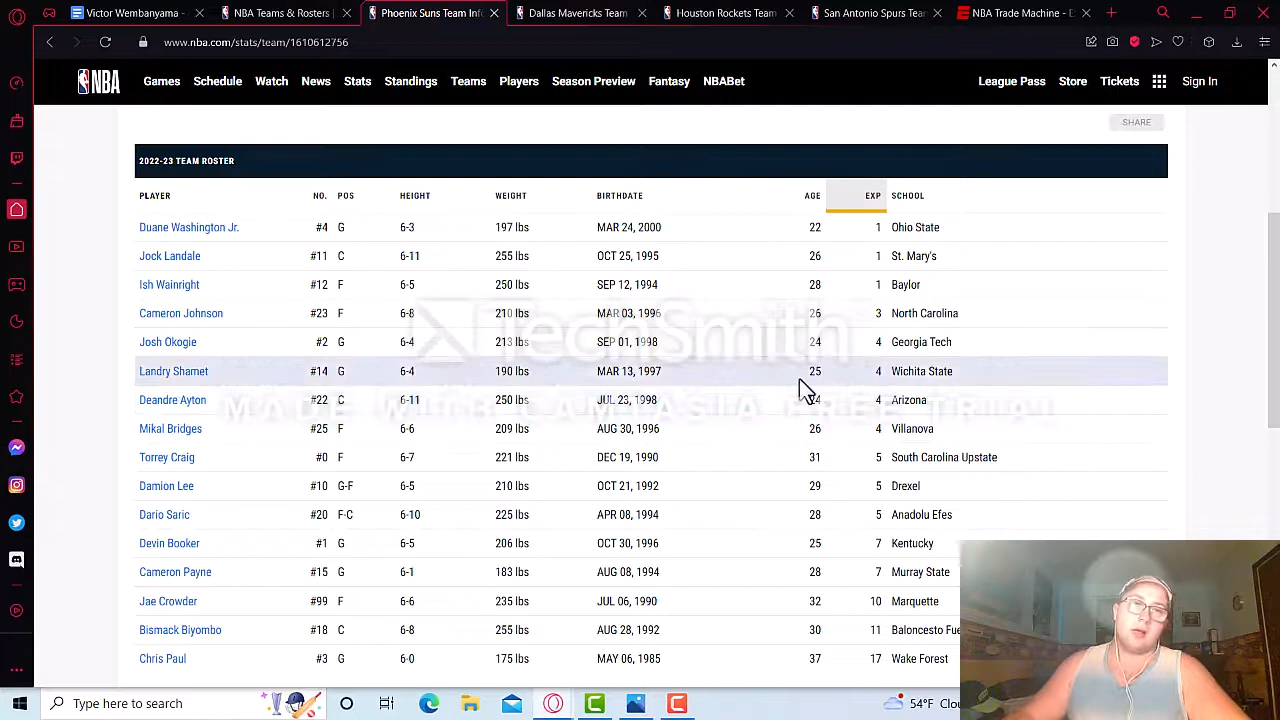 Victor Wembanyama -
NBA Teams & Rosters |
Phoenix Suns Team Inf
Dallas Mavericks Team
Houston Rockets Team
San Antonio Spurs Team
NBA Trade Machine - E
www.nba.com/stats/team/1610612756
NBA Games Schedule Watch News Stats Standings Teams Players Season Preview Fantasy NBABet League Pass Store Tickets Sign In
SHARE
2022-23 TEAM ROSTER
PLAYER NO. POS HEIGHT WEIGHT BIRTHDATE AGE EXP SCHOOL
Duane Washington Jr. #4 G 6-3 197 lbs MAR 24, 2000 22 1 Ohio State
Jock Landale #11 C 6-11 255 lbs OCT 25, 1995 26 1 St. Mary's
Ish Wainright #12 F 6-5 250 lbs SEP 12, 1994 28 1 Baylor
Cameron Johnson #23 F 6-8 210 lbs MAR 03, 1996 26 3 North Carolina
TechSmith
Josh Okogie #2 G 6-4 213 lbs SEP 01, 1998 24 4 Georgia Tech
Landry Shamet #14 G 6-4 190 lbs MAR 13, 1997 25 4 Wichita State
Deandre Ayton #22 C 6-11 250 lbs JUL 23, 1998 24 4 Arizona
MADE WITH CAMTASIA FREE TRIAL
Mikal Bridges #25 F 6-6 209 lbs AUG 30, 1996 26 4 Villanova
Torrey Craig #0 F 6-7 221 lbs DEC 19, 1990 31 5 South Carolina Upstate
Damion Lee #10 G-F 6-5 210 lbs OCT 21, 1992 29 5 Drexel
Dario Saric #20 F-C 6-10 225 lbs APR 08, 1994 28 5 Anadolu Efes
Devin Booker #1 G 6-5 206 lbs OCT 30, 1996 25 7 Kentucky
Cameron Payne #15 G 6-1 183 lbs AUG 08, 1994 28 7 Murray State
Jae Crowder #99 F 6-6 235 lbs JUL 06, 1990 32 10 Marquette
Bismack Biyombo #18 C 6-8 255 lbs AUG 28, 1992 30 11 Baloncesto Fue
Chris Paul #3 G 6-0 175 lbs MAY 06, 1985 37 17 Wake Forest
Type here to search
54°F Clou